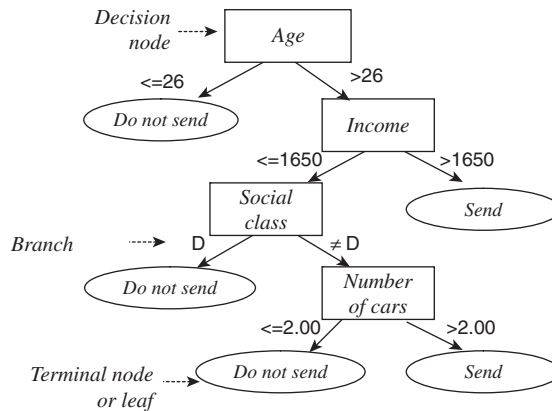 Decision
node
Age
<=26
>26
Do not send
Income
<=1650
>1650
Social
class
Send
Branch
D
≠ D
Do not send
Number
of cars
<=2.00
>2.00
Terminal node
or leaf
Do not send
Send